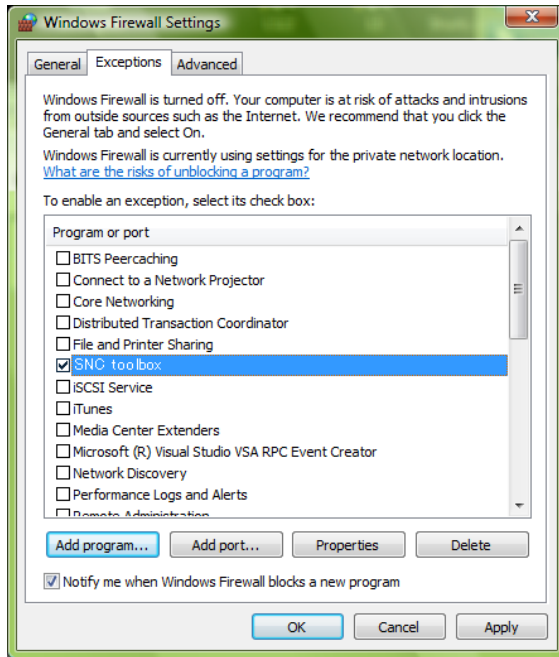 Windows Firewall Settings
General Exceptions Advanced
Windows Firewall is turned off. Your computer is at risk of attacks and intrusions
from outside sources such as the Internet. We recommend that you click the
General tab and select On.
Windows Firewall is currently using settings for the private network location.
What are the risks of unblocking a program?
To enable an exception, select its check box:
Program or port
BITS Peercaching
Connect to a Network Projector
Core Networking
Distributed Transaction Coordinator
File and Printer Sharing
SNC toolbox
iSCSI Service
iTunes
Media Center Extenders
Microsoft (R) Visual Studio VSA RPC Event Creator
Network Discovery
Performance Logs and Alerts
Remote Administration
Add program... Add port... Properties Delete
Notify me when Windows Firewall blocks a new program
OK Cancel Apply